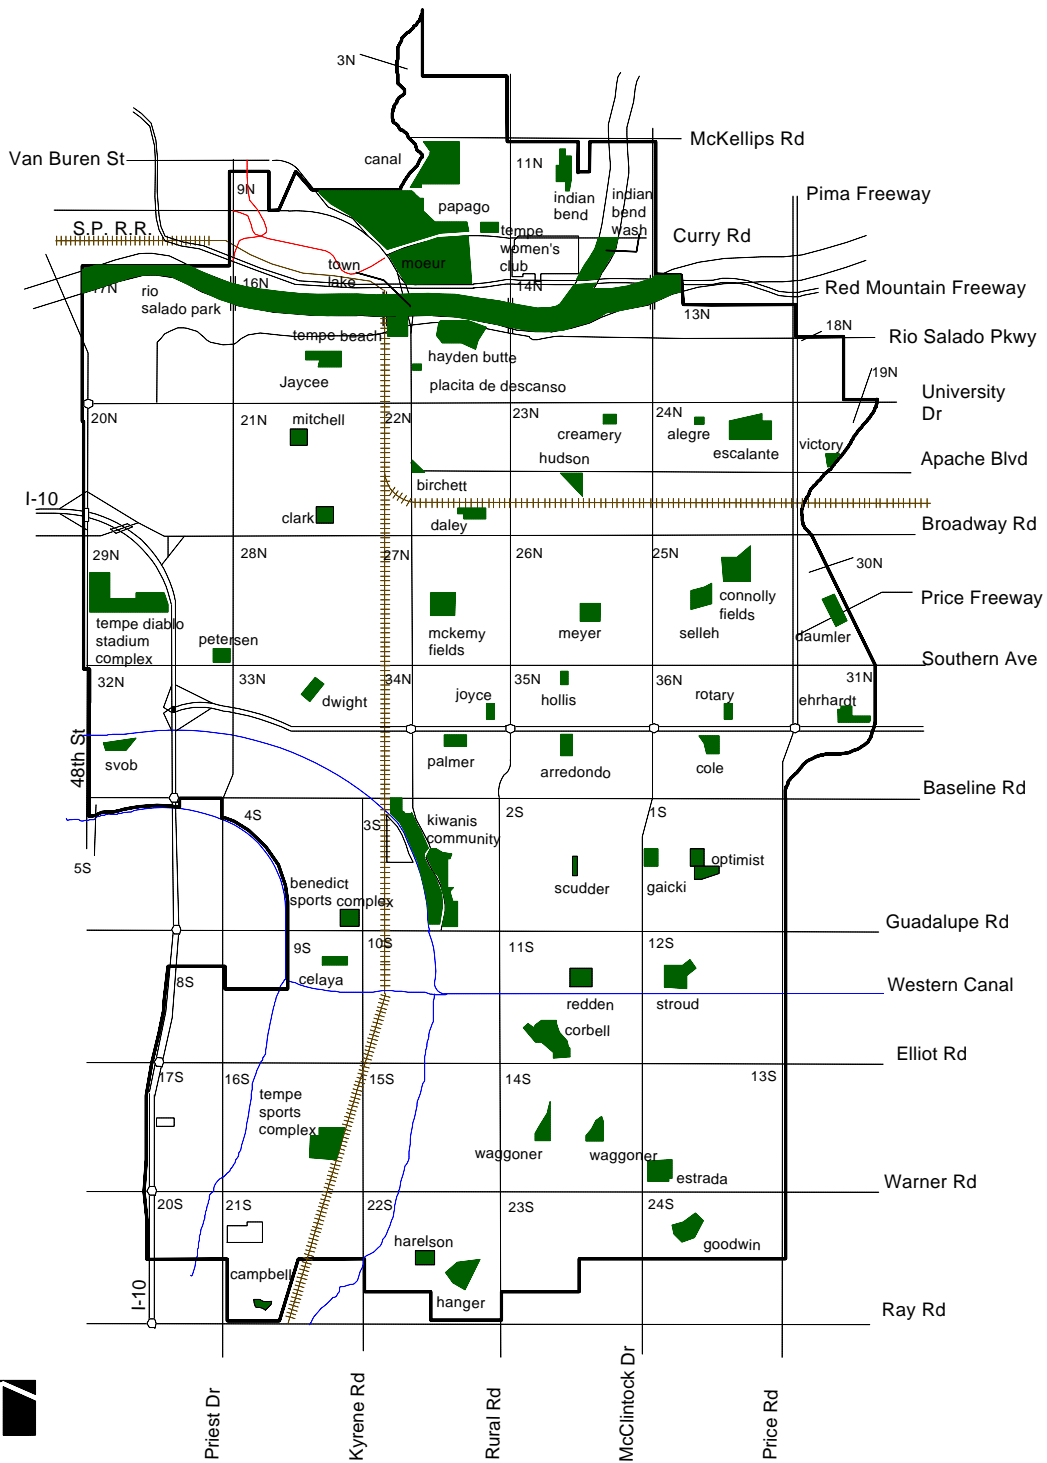 3N
McKellips Rd
Van Buren St
canal
11N
9N
indian
bend
indian
bend
wash
Pima Freeway
papago
S.P. R.R.
tempe
women's
club
Curry Rd
town
lake
moeur
17N
rio
salado park
16N
14N
13N
Red Mountain Freeway
18N
Rio Salado Pkwy
tempe beach
hayden butte
Jaycee
placita de descanso
19N
University
Dr
20N
21N
mitchell
22N
23N
24N
creamery
alegre
escalante
victory
hudson
Apache Blvd
birchett
I-10
clark
daley
Broadway Rd
29N
28N
27N
26N
25N
30N
connolly
fields
Price Freeway
tempe diablo
stadium
complex
petersen
mckemy
fields
meyer
selleh
daumler
Southern Ave
32N
33N
34N
35N
36N
31N
dwight
joyce
hollis
rotary
ehrhardt
48th St
svob
palmer
arredondo
cole
Baseline Rd
4S
3S
kiwanis
community
2S
1S
5S
benedict
sports complex
scudder
gaicki
optimist
Guadalupe Rd
9S
10S
11S
12S
celaya
8S
redden
stroud
Western Canal
corbell
Elliot Rd
17S
16S
15S
14S
13S
tempe
sports
complex
waggoner
waggoner
estrada
Warner Rd
20S
21S
22S
23S
24S
harelson
goodwin
campbell
hanger
I-10
Ray Rd
Priest Dr
Kyrene Rd
Rural Rd
McClintock Dr
Price Rd